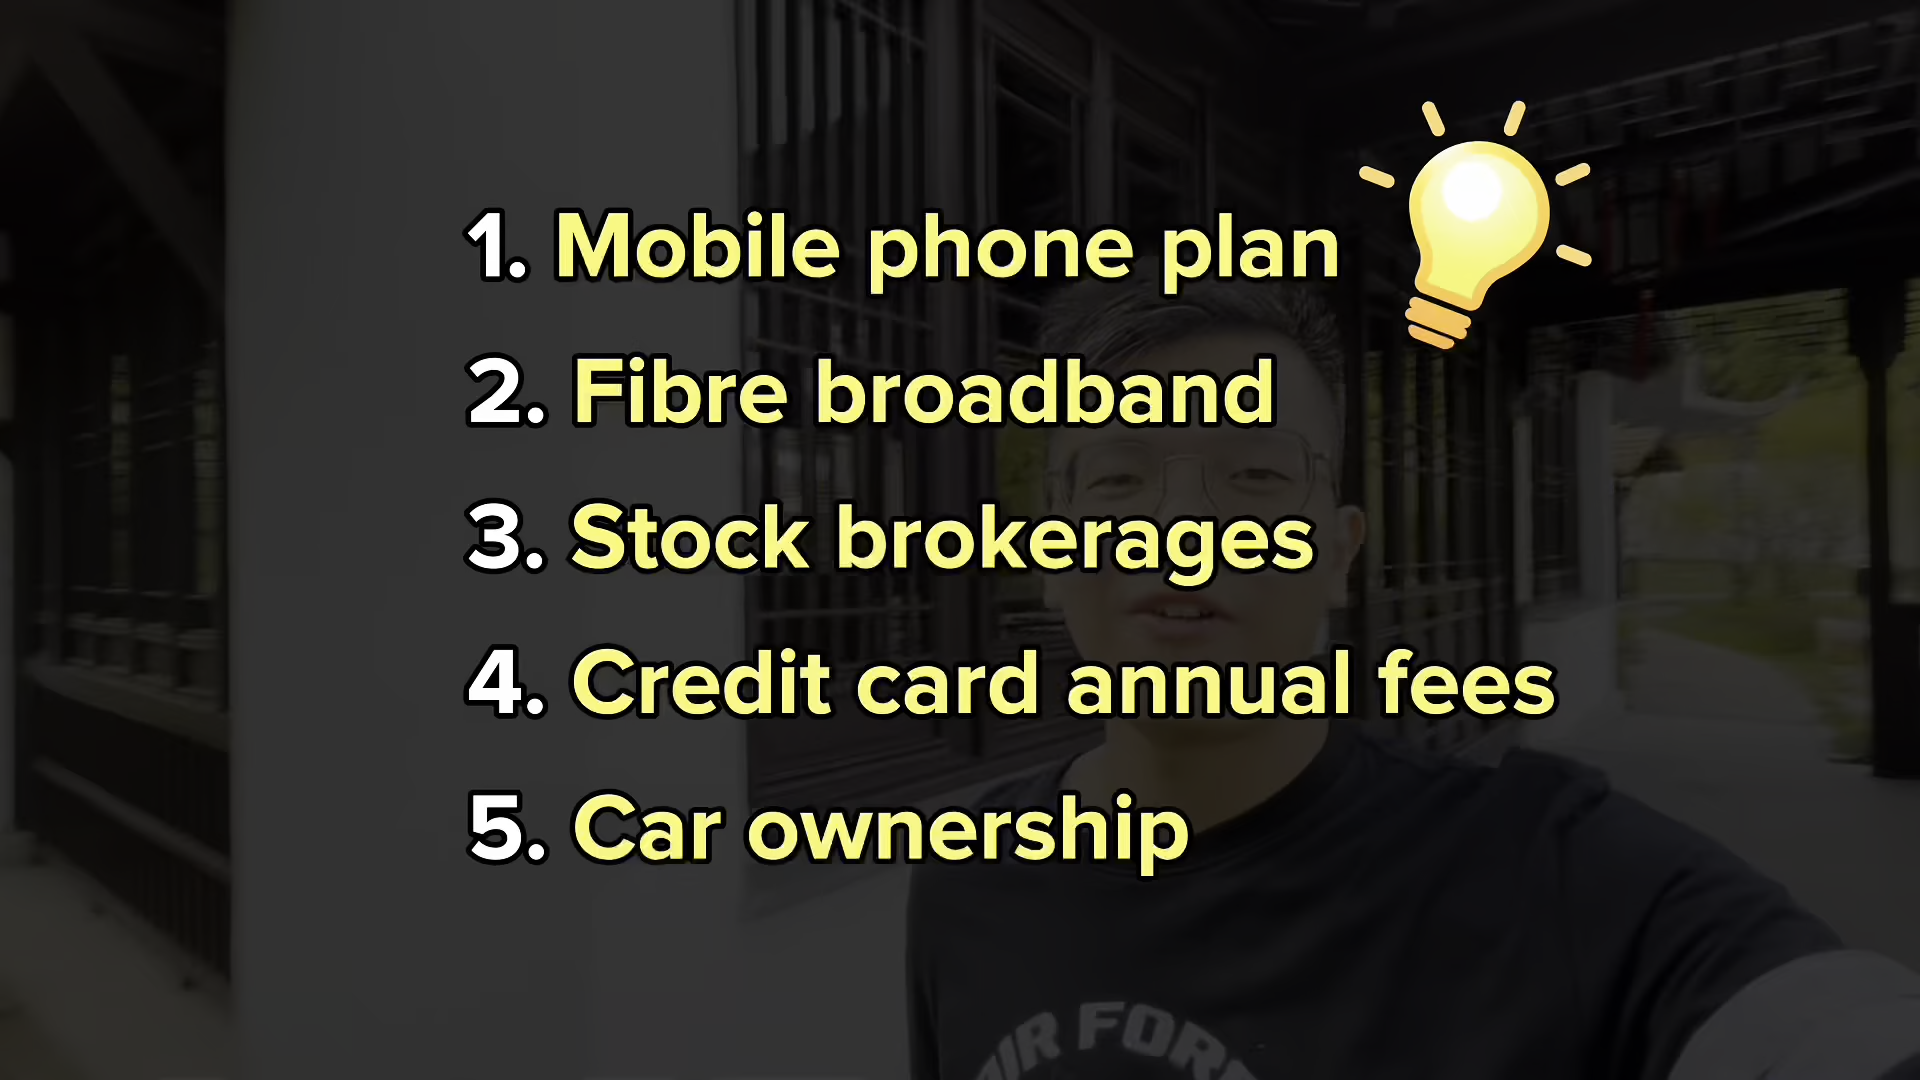 1. Mobile phone plan
2. Fibre broadband
3. Stock brokerages
4. Credit card annual fees
5. Car ownership